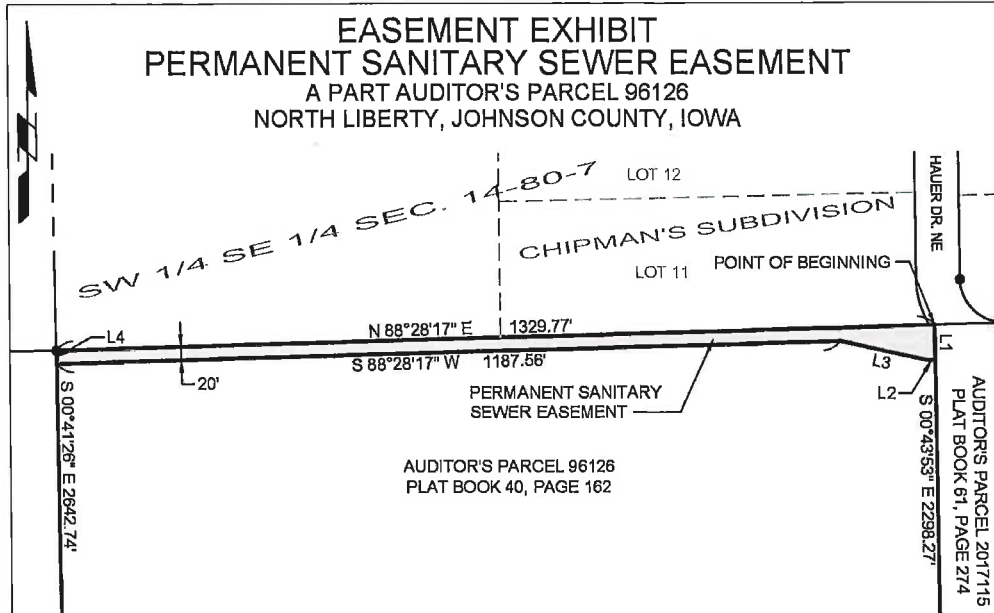 EASEMENT EXHIBIT
PERMANENT SANITARY SEWER EASEMENT
A PART AUDITOR'S PARCEL 96126
NORTH LIBERTY, JOHNSON COUNTY, IOWA
SW 1/4 SE 1/4 SEC. 14-80-7
LOT 12
CHIPMAN'S SUBDIVISION
LOT 11
HAUER DR. NE
POINT OF BEGINNING
N 88°28'17" E 1329.77'
L4
L1
S 88°28'17" W 1187.56'
L3
20'
L2
PERMANENT SANITARY
SEWER EASEMENT
S 00°41'26" E 2642.74'
AUDITOR'S PARCEL 96126
PLAT BOOK 40, PAGE 162
S 00°43'53" E 2298.27'
AUDITOR'S PARCEL 2017115
PLAT BOOK 61, PAGE 274